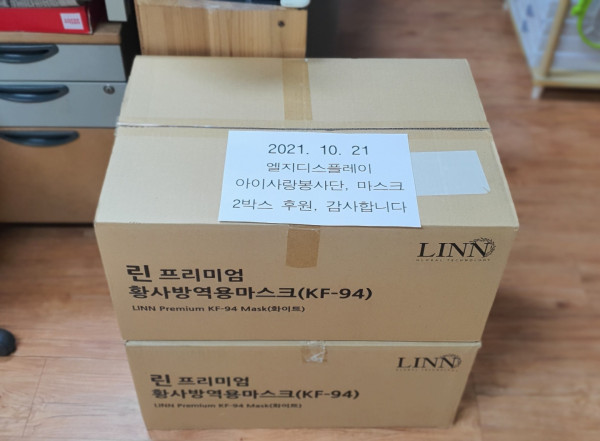 2021. 10. 21
엘지디스플레이
아이사랑봉사단, 마스크
2박스 후원, 감사합니다
LINN
GLOBAL TECHNOLOGY
린 프리미엄
황사방역용마스크(KF-94)
LINN Premium KF-94 Mask(화이트)
LINN
린 프리미엄
황사방역용마스크(KF-94)
LINN Premium KF-94 Mask(화이트)